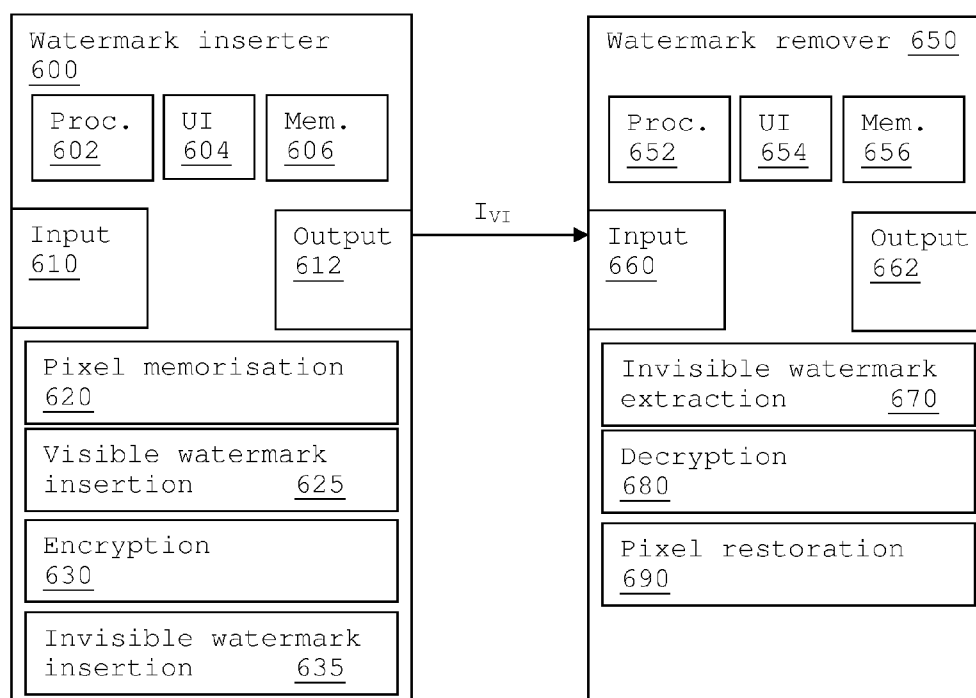 Watermark inserter
600
Proc.
602
UI
604
Mem.
606
Input
610
Output
612
Pixel memorisation
620
Visible watermark
insertion 625
Encryption
630
Invisible watermark
insertion 635
I_VI
Watermark remover 650
Proc.
652
UI
654
Mem.
656
Input
660
Output
662
Invisible watermark
extraction 670
Decryption
680
Pixel restoration
690